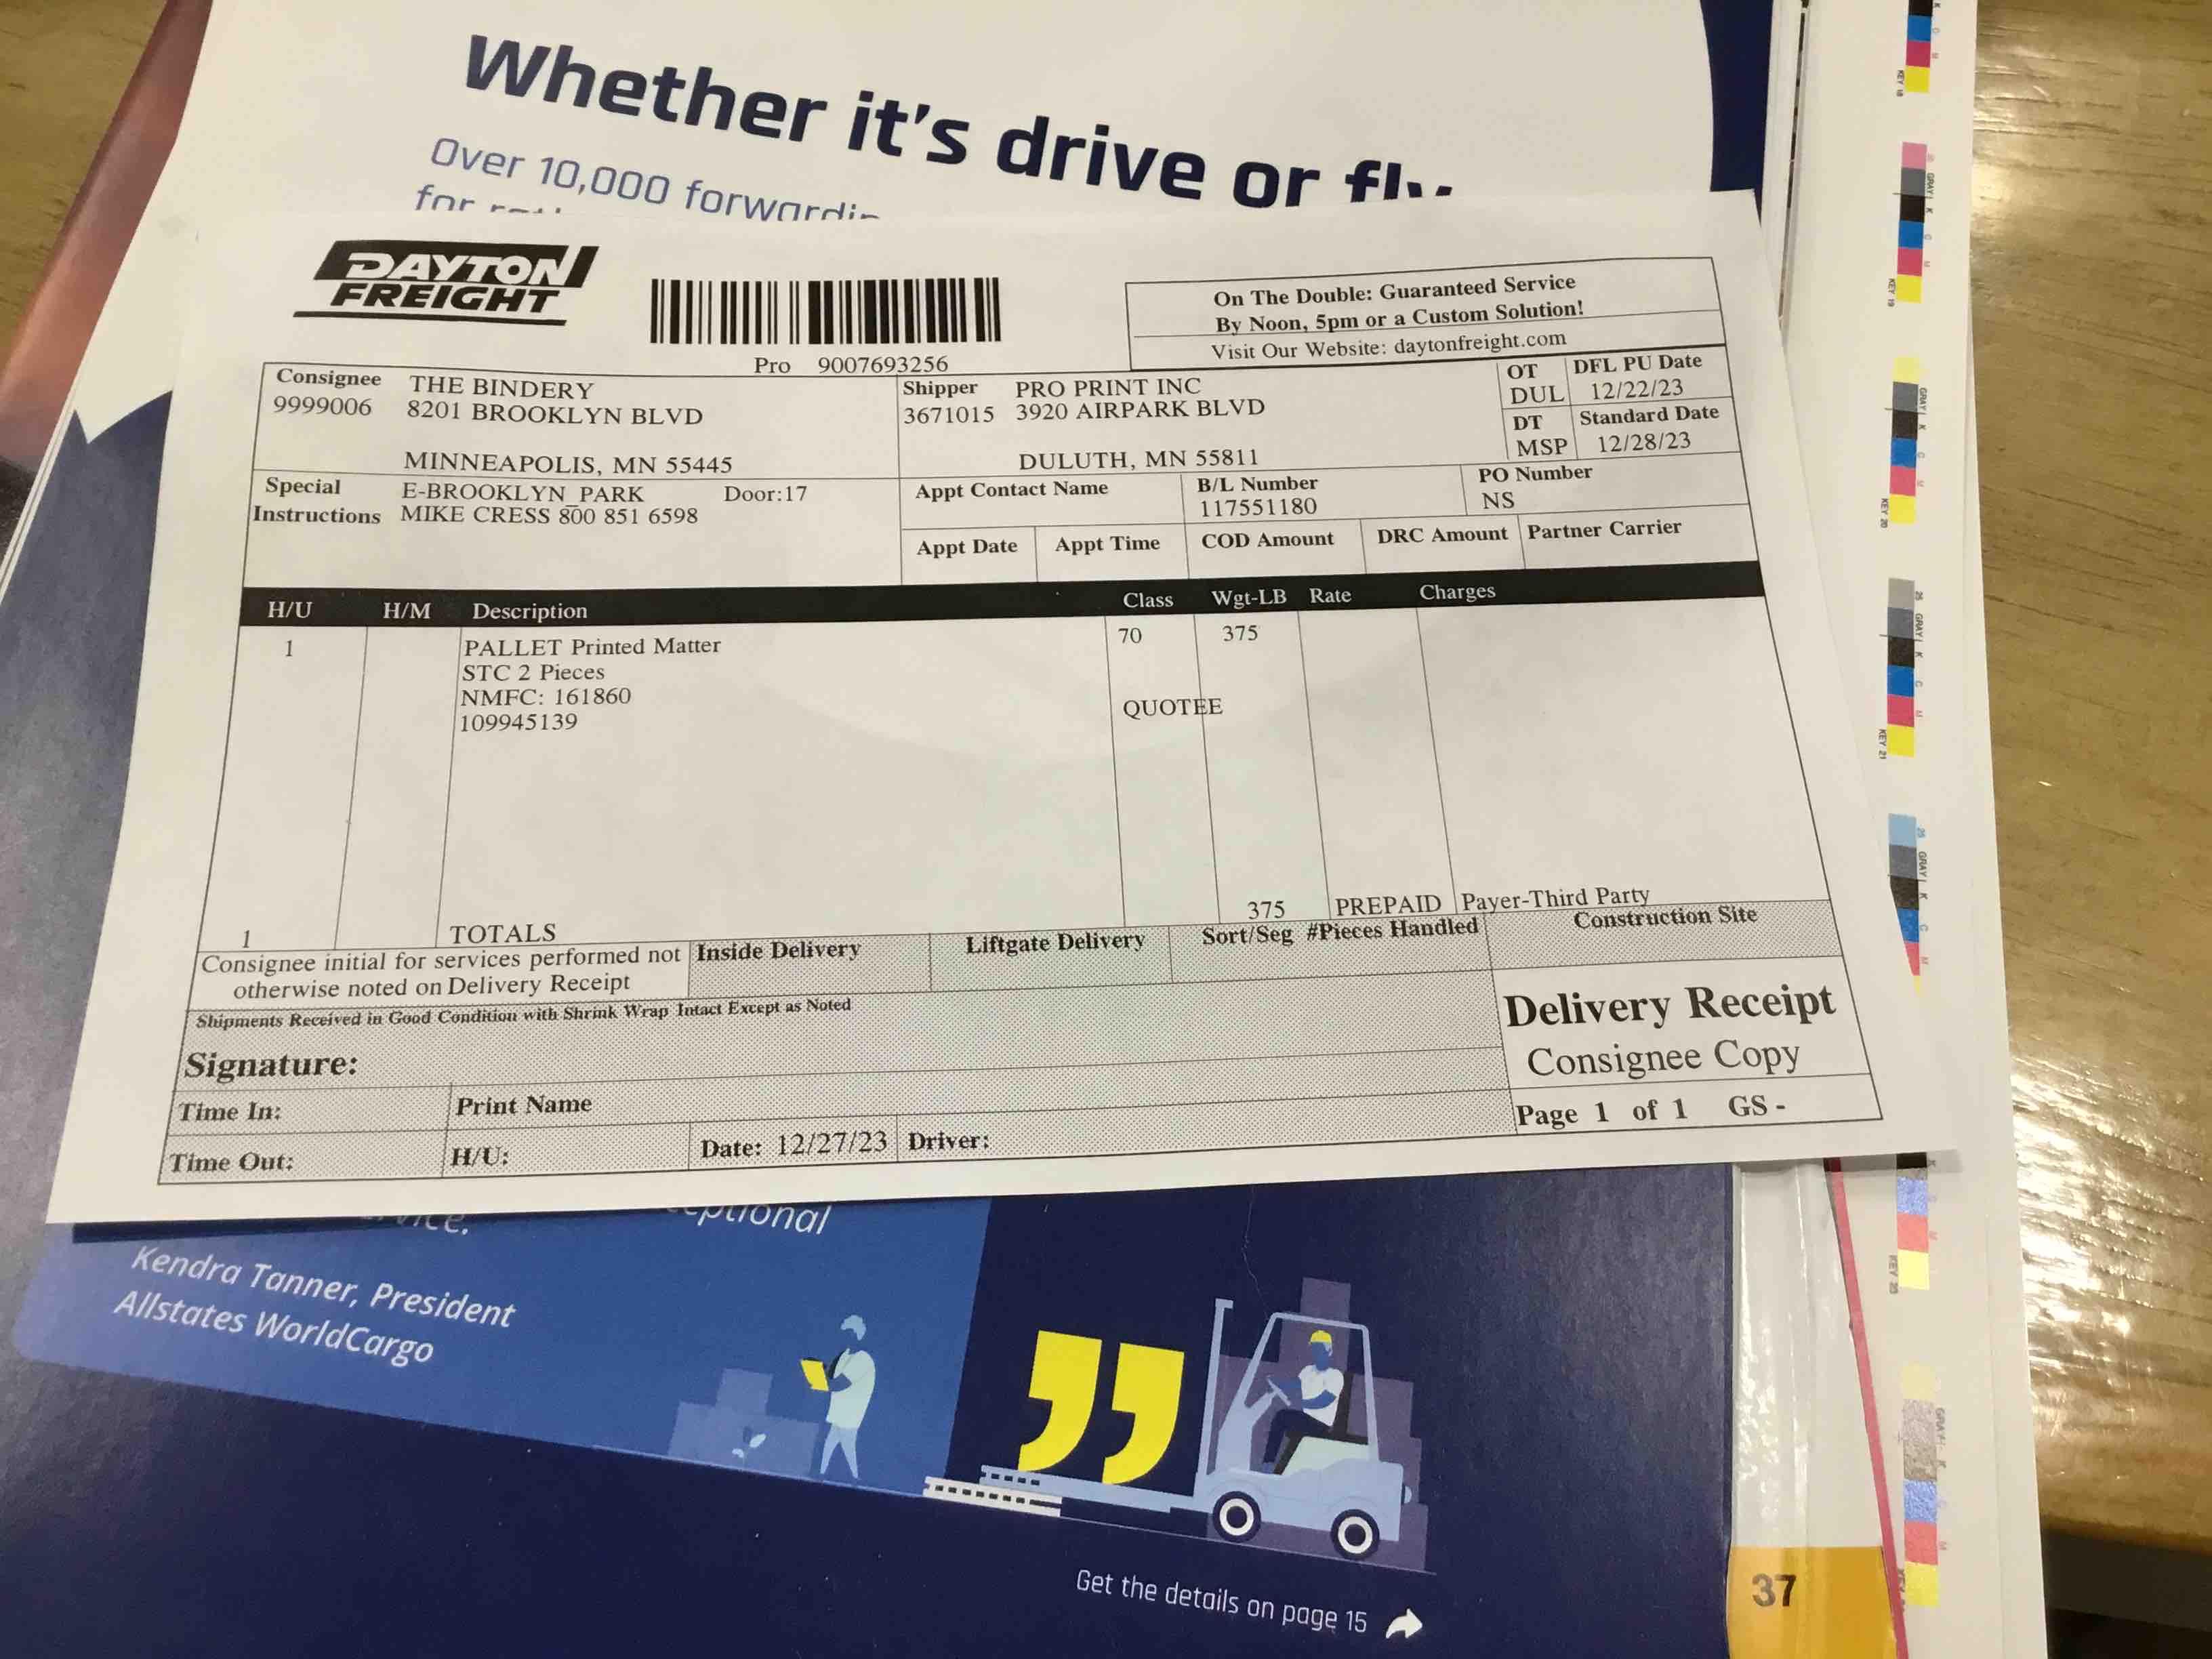 Whether it's drive or
Over 10,000
for
DAYTON
FREIGHT
Pro 9007693256
On The Double: Guaranteed Service
By Noon, 5pm or a Custom Solution!
Visit Our Website: daytonfreight.com
Consignee THE BINDERY
9999006 8201 BROOKLYN BLVD
MINNEAPOLIS, MN 55445
Shipper PRO PRINT INC
3671015 3920 AIRPARK BLVD
DULUTH, MN 55811
OT DFL PU Date
DUL 12/22/23
DT Standard Date
MSP 12/28/23
Special E-BROOKLYN_PARK Door:17
Instructions MIKE CRESS 800 851 6598
Appt Contact Name B/L Number PO Number
117551180 NS
Appt Date Appt Time COD Amount DRC Amount Partner Carrier
H/U H/M Description Class Wgt-LB Rate Charges
1 PALLET Printed Matter 70 375
STC 2 Pieces
NMFC: 161860 QUOTEE
109945139
1 TOTALS 375 PREPAID Payer-Third Party
Consignee initial for services performed not
otherwise noted on Delivery Receipt
Inside Delivery Liftgate Delivery Sort/Seg #Pieces Handled Construction Site
Shipments Received in Good Condition with Shrink Wrap Intact Except as Noted
Signature:
Delivery Receipt
Consignee Copy
Time In: Print Name
Page 1 of 1 GS -
Time Out: H/U: Date: 12/27/23 Driver:
Kendra Tanner, President
Allstates WorldCargo
Get the details on page 15
37
KEY 18
KEY 19
KEY 20
KEY 21